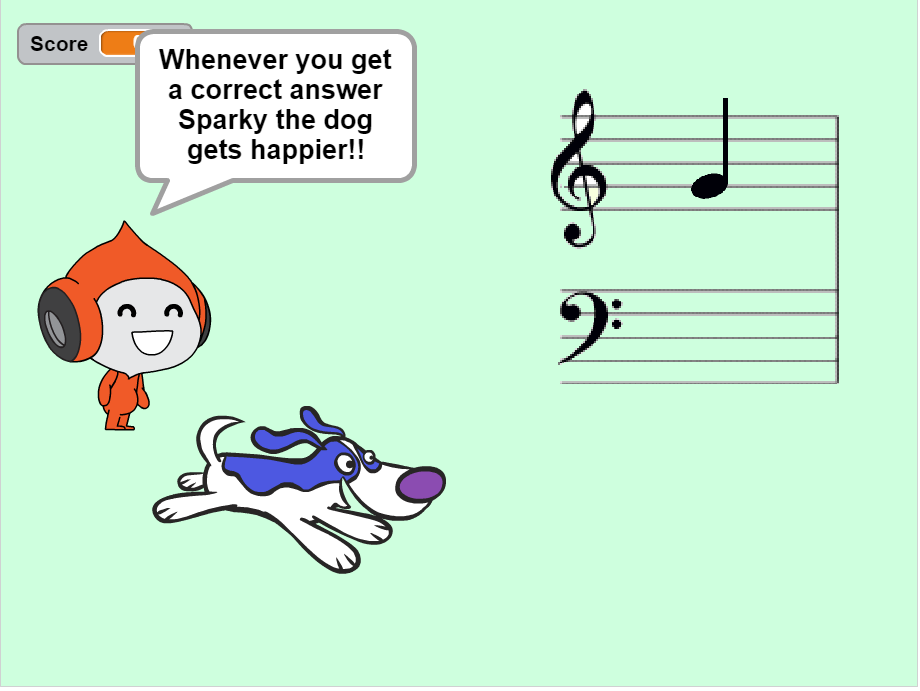 Score
Whenever you get
a correct answer
Sparky the dog
gets happier!!